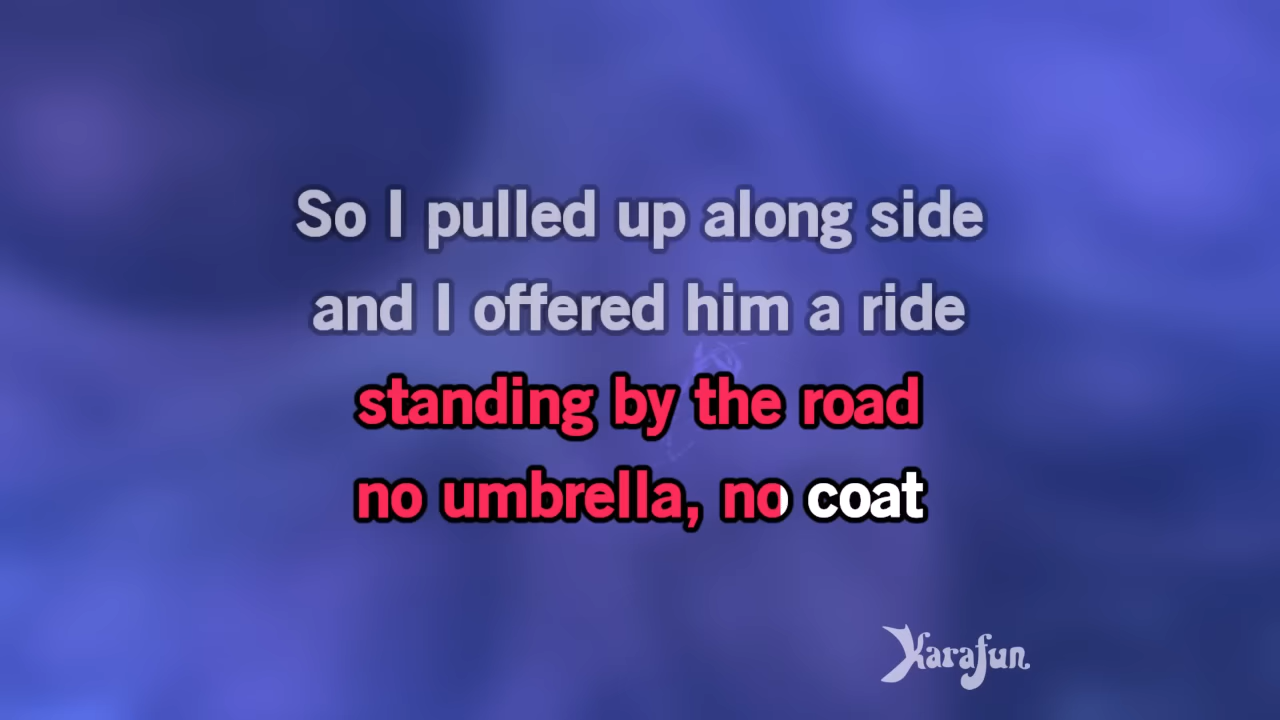 So I pulled up along side
and I offered him a ride
standing by the road
no umbrella, no coat
Karafun